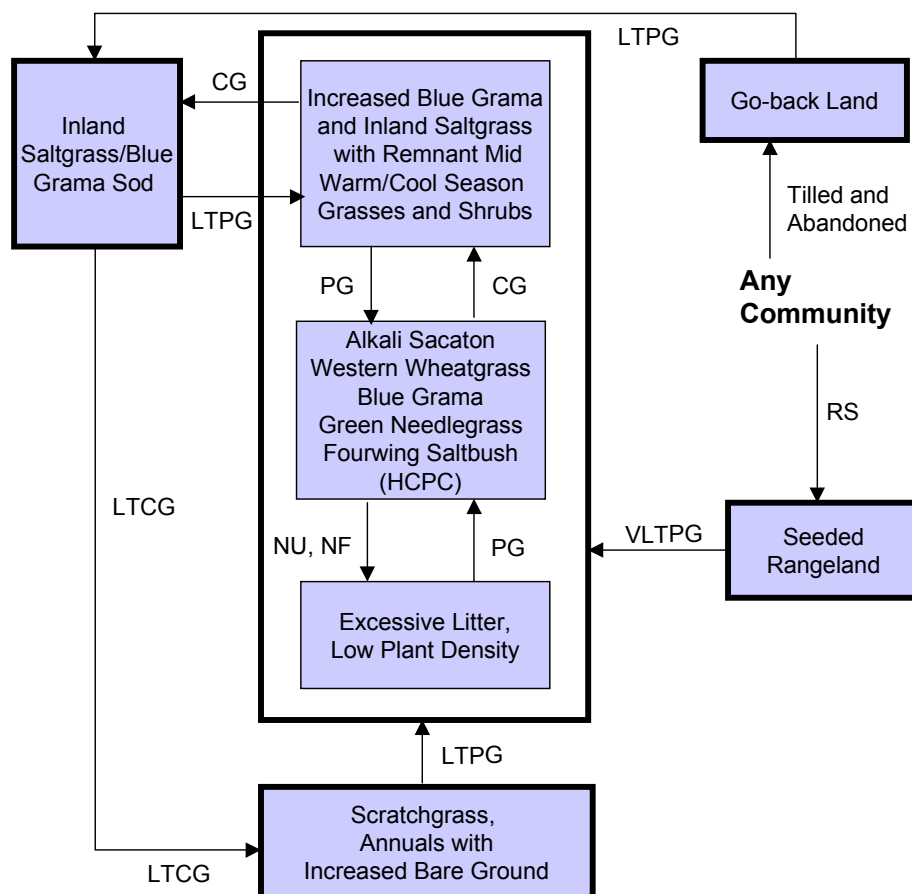 LTPG
CG
Inland
Saltgrass/Blue
Grama Sod
LTPG
Increased Blue Grama
and Inland Saltgrass
with Remnant Mid
Warm/Cool Season
Grasses and Shrubs
Go-back Land
Tilled and
Abandoned
PG
CG
Any
Community
Alkali Sacaton
Western Wheatgrass
Blue Grama
Green Needlegrass
Fourwing Saltbush
(HCPC)
RS
LTCG
NU, NF
PG
VLTPG
Seeded
Rangeland
Excessive Litter,
Low Plant Density
LTPG
Scratchgrass,
Annuals with
Increased Bare Ground
LTCG